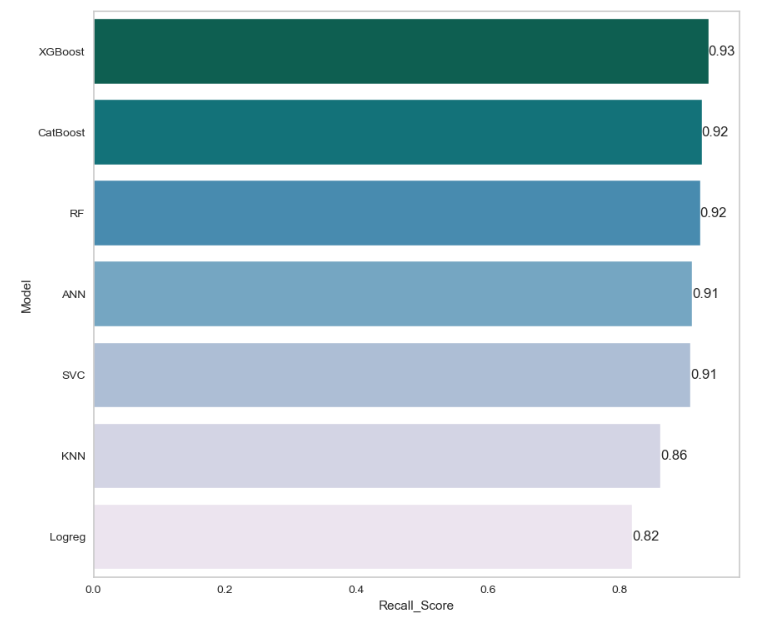 XGBoost 0.93
CatBoost 0.92
RF 0.92
ANN 0.91
SVC 0.91
KNN 0.86
Logreg 0.82
Model
0.0 0.2 0.4 0.6 0.8
Recall_Score